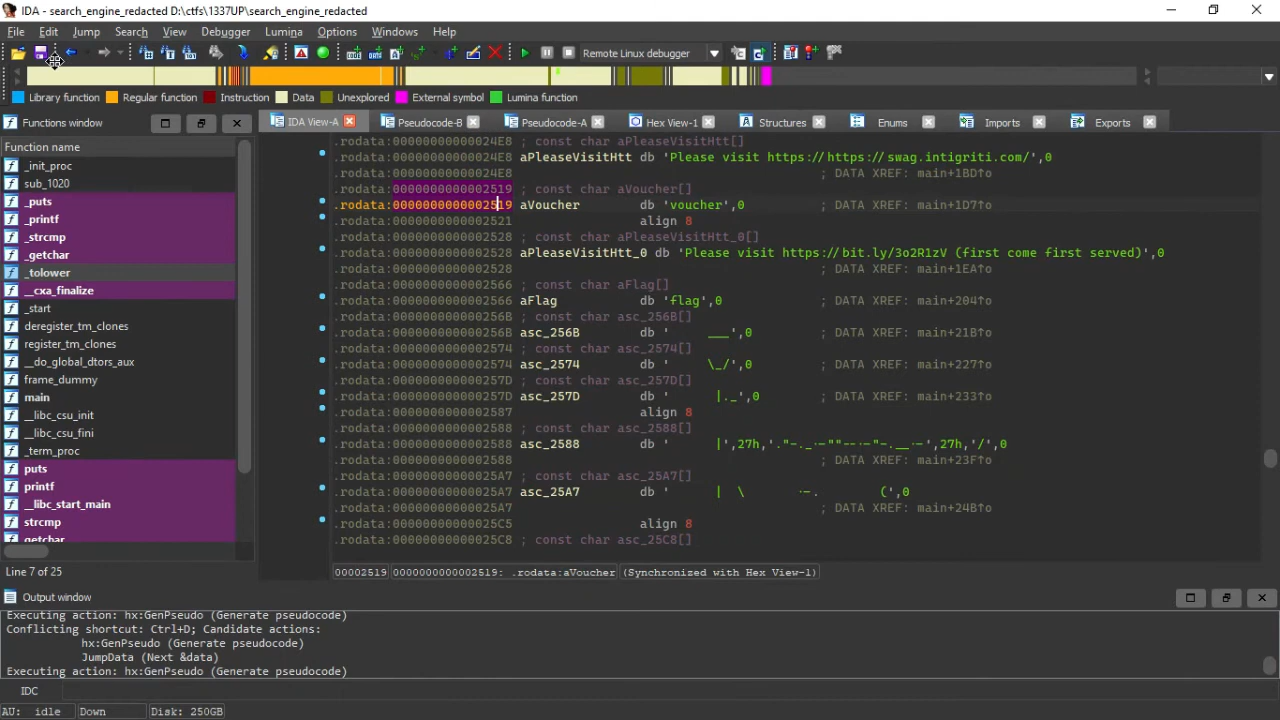 IDA - search_engine_redacted D:\ctfs\1337UP\search_engine_redacted
File Edit Jump Search View Debugger Lumina Options Windows Help
Remote Linux debugger
Library function Regular function Instruction Data Unexplored External symbol Lumina function
Functions window
IDA View-A Pseudocode-B Pseudocode-A Hex View-1 Structures Enums Imports Exports
Function name
_init_proc
sub_1020
_puts
_printf
_strcmp
_getchar
_tolower
__cxa_finalize
_start
deregister_tm_clones
register_tm_clones
__do_global_dtors_aux
frame_dummy
main
__libc_csu_init
__libc_csu_fini
_term_proc
puts
printf
__libc_start_main
strcmp
getchar
Line 7 of 25
.rodata:00000000000024E8 ; const char aPleaseVisitHtt[]
.rodata:00000000000024E8 aPleaseVisitHtt db 'Please visit https://https://swag.intigriti.com/',0
.rodata:00000000000024E8 ; DATA XREF: main+1BD↑o
.rodata:0000000000002519 ; const char aVoucher[]
.rodata:0000000000002519 aVoucher db 'voucher',0 ; DATA XREF: main+1D7↑o
.rodata:0000000000002521 align 8
.rodata:0000000000002528 ; const char aPleaseVisitHtt_0[]
.rodata:0000000000002528 aPleaseVisitHtt_0 db 'Please visit https://bit.ly/3o2R1zV (first come first served)',0
.rodata:0000000000002528 ; DATA XREF: main+1EA↑o
.rodata:0000000000002566 ; const char aFlag[]
.rodata:0000000000002566 aFlag db 'flag',0 ; DATA XREF: main+204↑o
.rodata:000000000000256B ; const char asc_256B[]
.rodata:000000000000256B asc_256B db ' ___',0 ; DATA XREF: main+21B↑o
.rodata:0000000000002574 ; const char asc_2574[]
.rodata:0000000000002574 asc_2574 db ' \_/',0 ; DATA XREF: main+227↑o
.rodata:000000000000257D ; const char asc_257D[]
.rodata:000000000000257D asc_257D db ' |._',0 ; DATA XREF: main+233↑o
.rodata:0000000000002587 align 8
.rodata:0000000000002588 ; const char asc_2588[]
.rodata:0000000000002588 asc_2588 db ' |',27h,'."-._.-""--.-"-.__.-',27h,'/',0
.rodata:0000000000002588 ; DATA XREF: main+23F↑o
.rodata:00000000000025A7 ; const char asc_25A7[]
.rodata:00000000000025A7 asc_25A7 db ' | \ .-. (',0
.rodata:00000000000025A7 ; DATA XREF: main+24B↑o
.rodata:00000000000025C5 align 8
.rodata:00000000000025C8 ; const char asc_25C8[]
00002519 0000000000002519: .rodata:aVoucher (Synchronized with Hex View-1)
Output window
Executing action: hx:GenPseudo (Generate pseudocode)
Conflicting shortcut: Ctrl+D; Candidate actions:
hx:GenPseudo (Generate pseudocode)
JumpData (Next &data)
Executing action: hx:GenPseudo (Generate pseudocode)
IDC
AU: idle Down Disk: 250GB